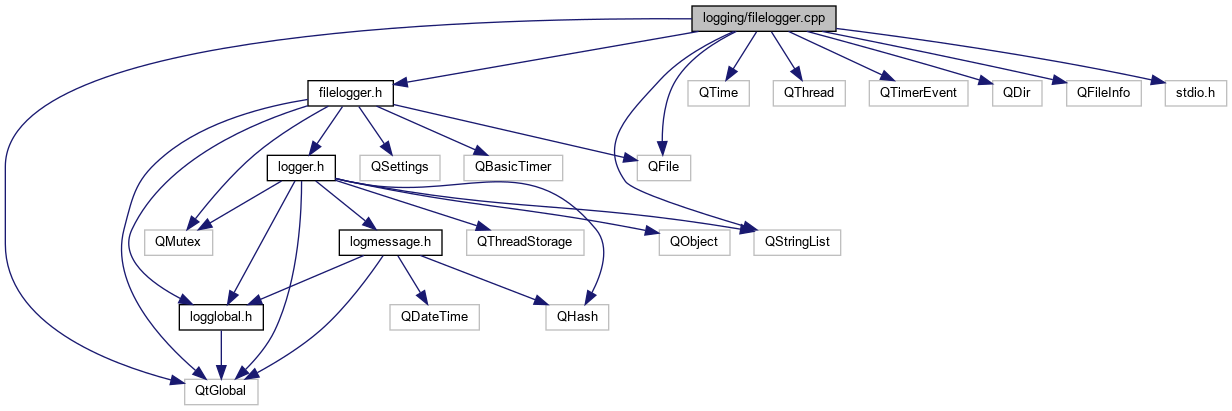 logging/filelogger.cpp
filelogger.h
QTime
QThread
QTimerEvent
QDir
QFileInfo
stdio.h
logger.h
QSettings
QBasicTimer
QFile
QMutex
logmessage.h
QThreadStorage
QObject
QStringList
logglobal.h
QDateTime
QHash
QtGlobal